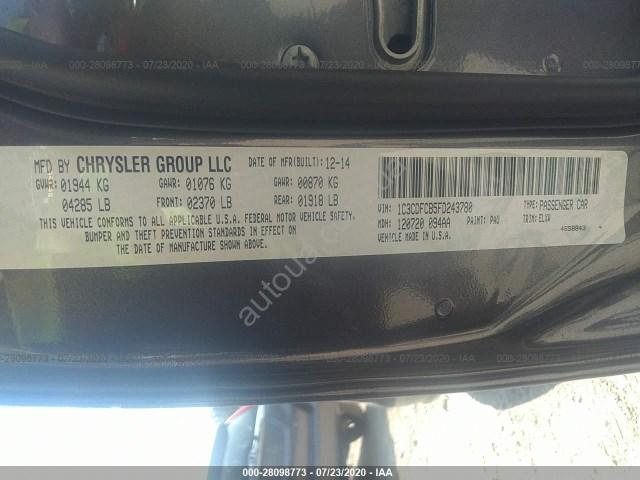 000-28098773 - 07/23/2020 - IAA
MFD BY CHRYSLER GROUP LLC DATE OF MFR(BUILT): 12-14
GVWR: 01944 KG GAWR: 01076 KG GAWR: 00870 KG
04285 LB FRONT: 02370 LB REAR: 01918 LB
THIS VEHICLE CONFORMS TO ALL APPLICABLE U.S.A. FEDERAL MOTOR VEHICLE SAFETY,
BUMPER AND THEFT PREVENTION STANDARDS IN EFFECT ON
THE DATE OF MANUFACTURE SHOWN ABOVE.
VIN: 1C3CDFCB5FD243780 TYPE: PASSENGER CAR
MDH: 120720 094AA PAINT: PAU TRIM: ELXW
VEHICLE MADE IN U.S.A. 4658843
000-28098773 - 07/23/2020 - IAA